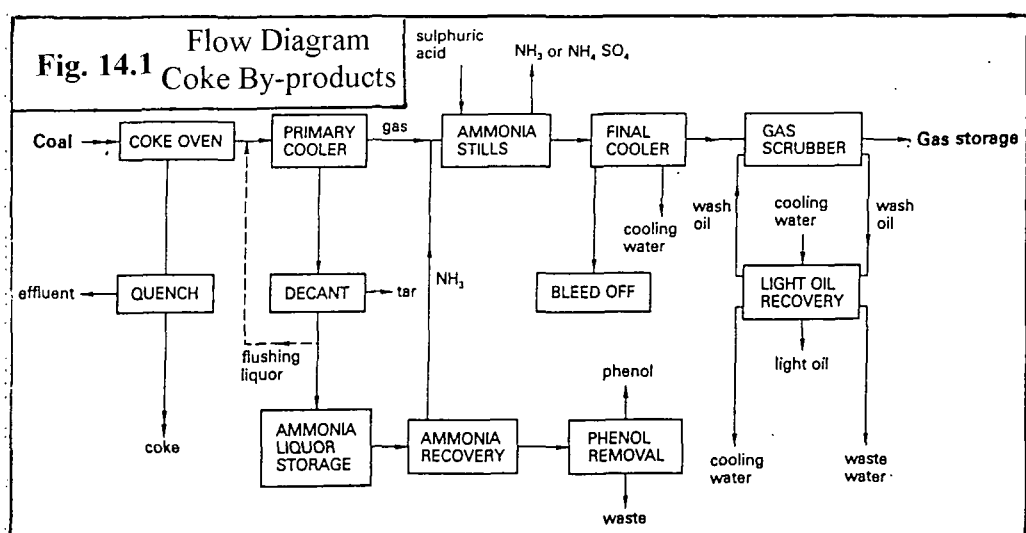 Fig. 14.1
Flow Diagram
Coke By-products
sulphuric
acid
NH₃ or NH₄ SO₄
Coal
COKE OVEN
PRIMARY
COOLER
gas
AMMONIA
STILLS
FINAL
COOLER
GAS
SCRUBBER
Gas storage
wash
oil
cooling
water
wash
oil
cooling
water
effluent
QUENCH
DECANT
tar
NH₃
BLEED OFF
LIGHT OIL
RECOVERY
flushing
liquor
light oil
phenol
coke
AMMONIA
LIQUOR
STORAGE
AMMONIA
RECOVERY
PHENOL
REMOVAL
cooling
water
waste
water
waste